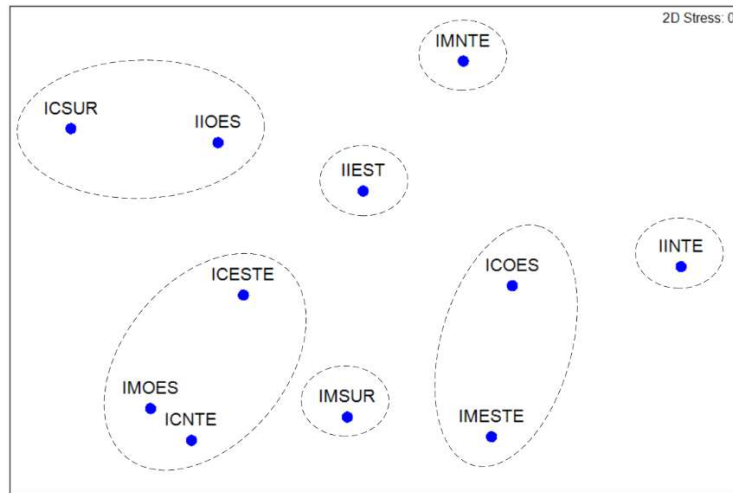 2D Stress: 0
IMNTE
ICSUR
IIOES
IIEST
IINTE
ICESTE
ICOES
IMOES
ICNTE
IMSUR
IMESTE